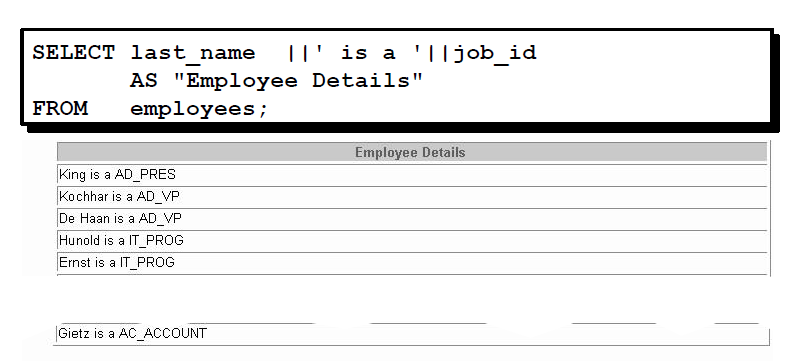 SELECT last_name ||' is a '||job_id
AS "Employee Details"
FROM employees;
Employee Details
King is a AD_PRES
Kochhar is a AD_VP
De Haan is a AD_VP
Hunold is a IT_PROG
Ernst is a IT_PROG
Gietz is a AC_ACCOUNT